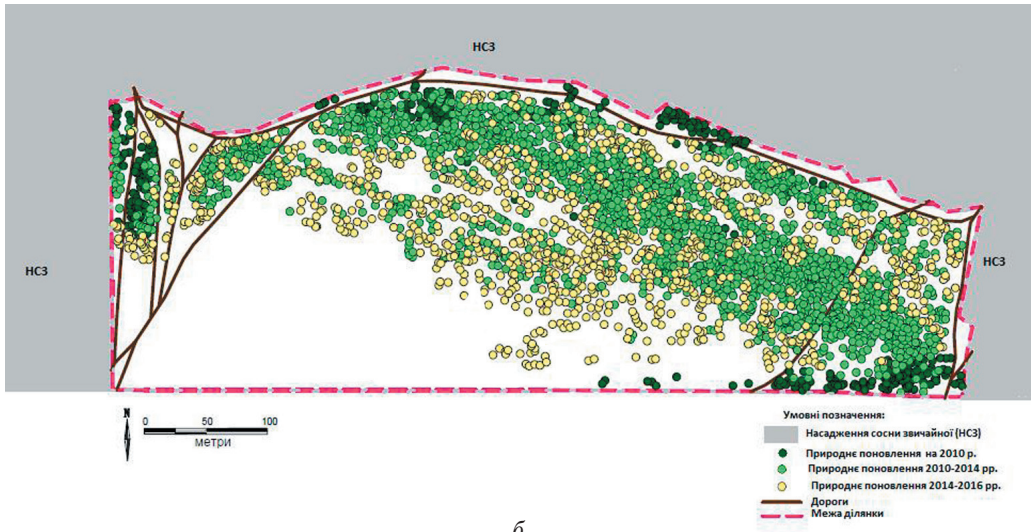 НСЗ
НСЗ
НСЗ
N
0 50 100
метри
Умовні позначення:
Насадження сосни звичайної (НСЗ)
Природнє поновлення на 2010 р.
Природнє поновлення 2010-2014 рр.
Природнє поновлення 2014-2016 рр.
Дороги
Межа ділянки
б